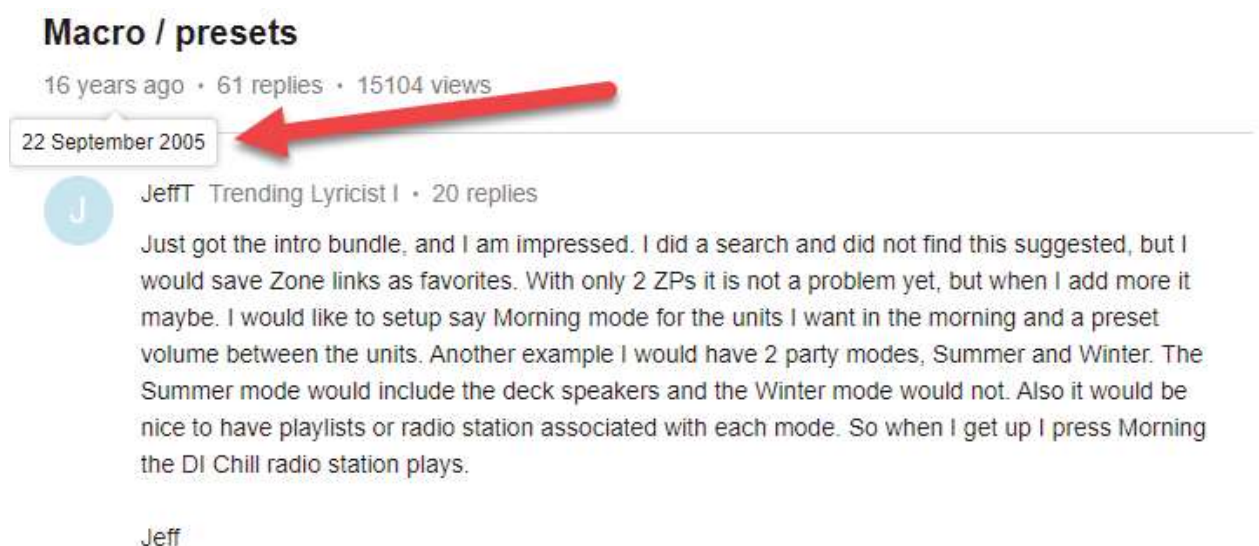 Macro / presets
16 years ago · 61 replies · 15104 views
22 September 2005
J
JeffT Trending Lyricist I · 20 replies
Just got the intro bundle, and I am impressed. I did a search and did not find this suggested, but I
would save Zone links as favorites. With only 2 ZPs it is not a problem yet, but when I add more it
maybe. I would like to setup say Morning mode for the units I want in the morning and a preset
volume between the units. Another example I would have 2 party modes, Summer and Winter. The
Summer mode would include the deck speakers and the Winter mode would not. Also it would be
nice to have playlists or radio station associated with each mode. So when I get up I press Morning
the DI Chill radio station plays.
Jeff